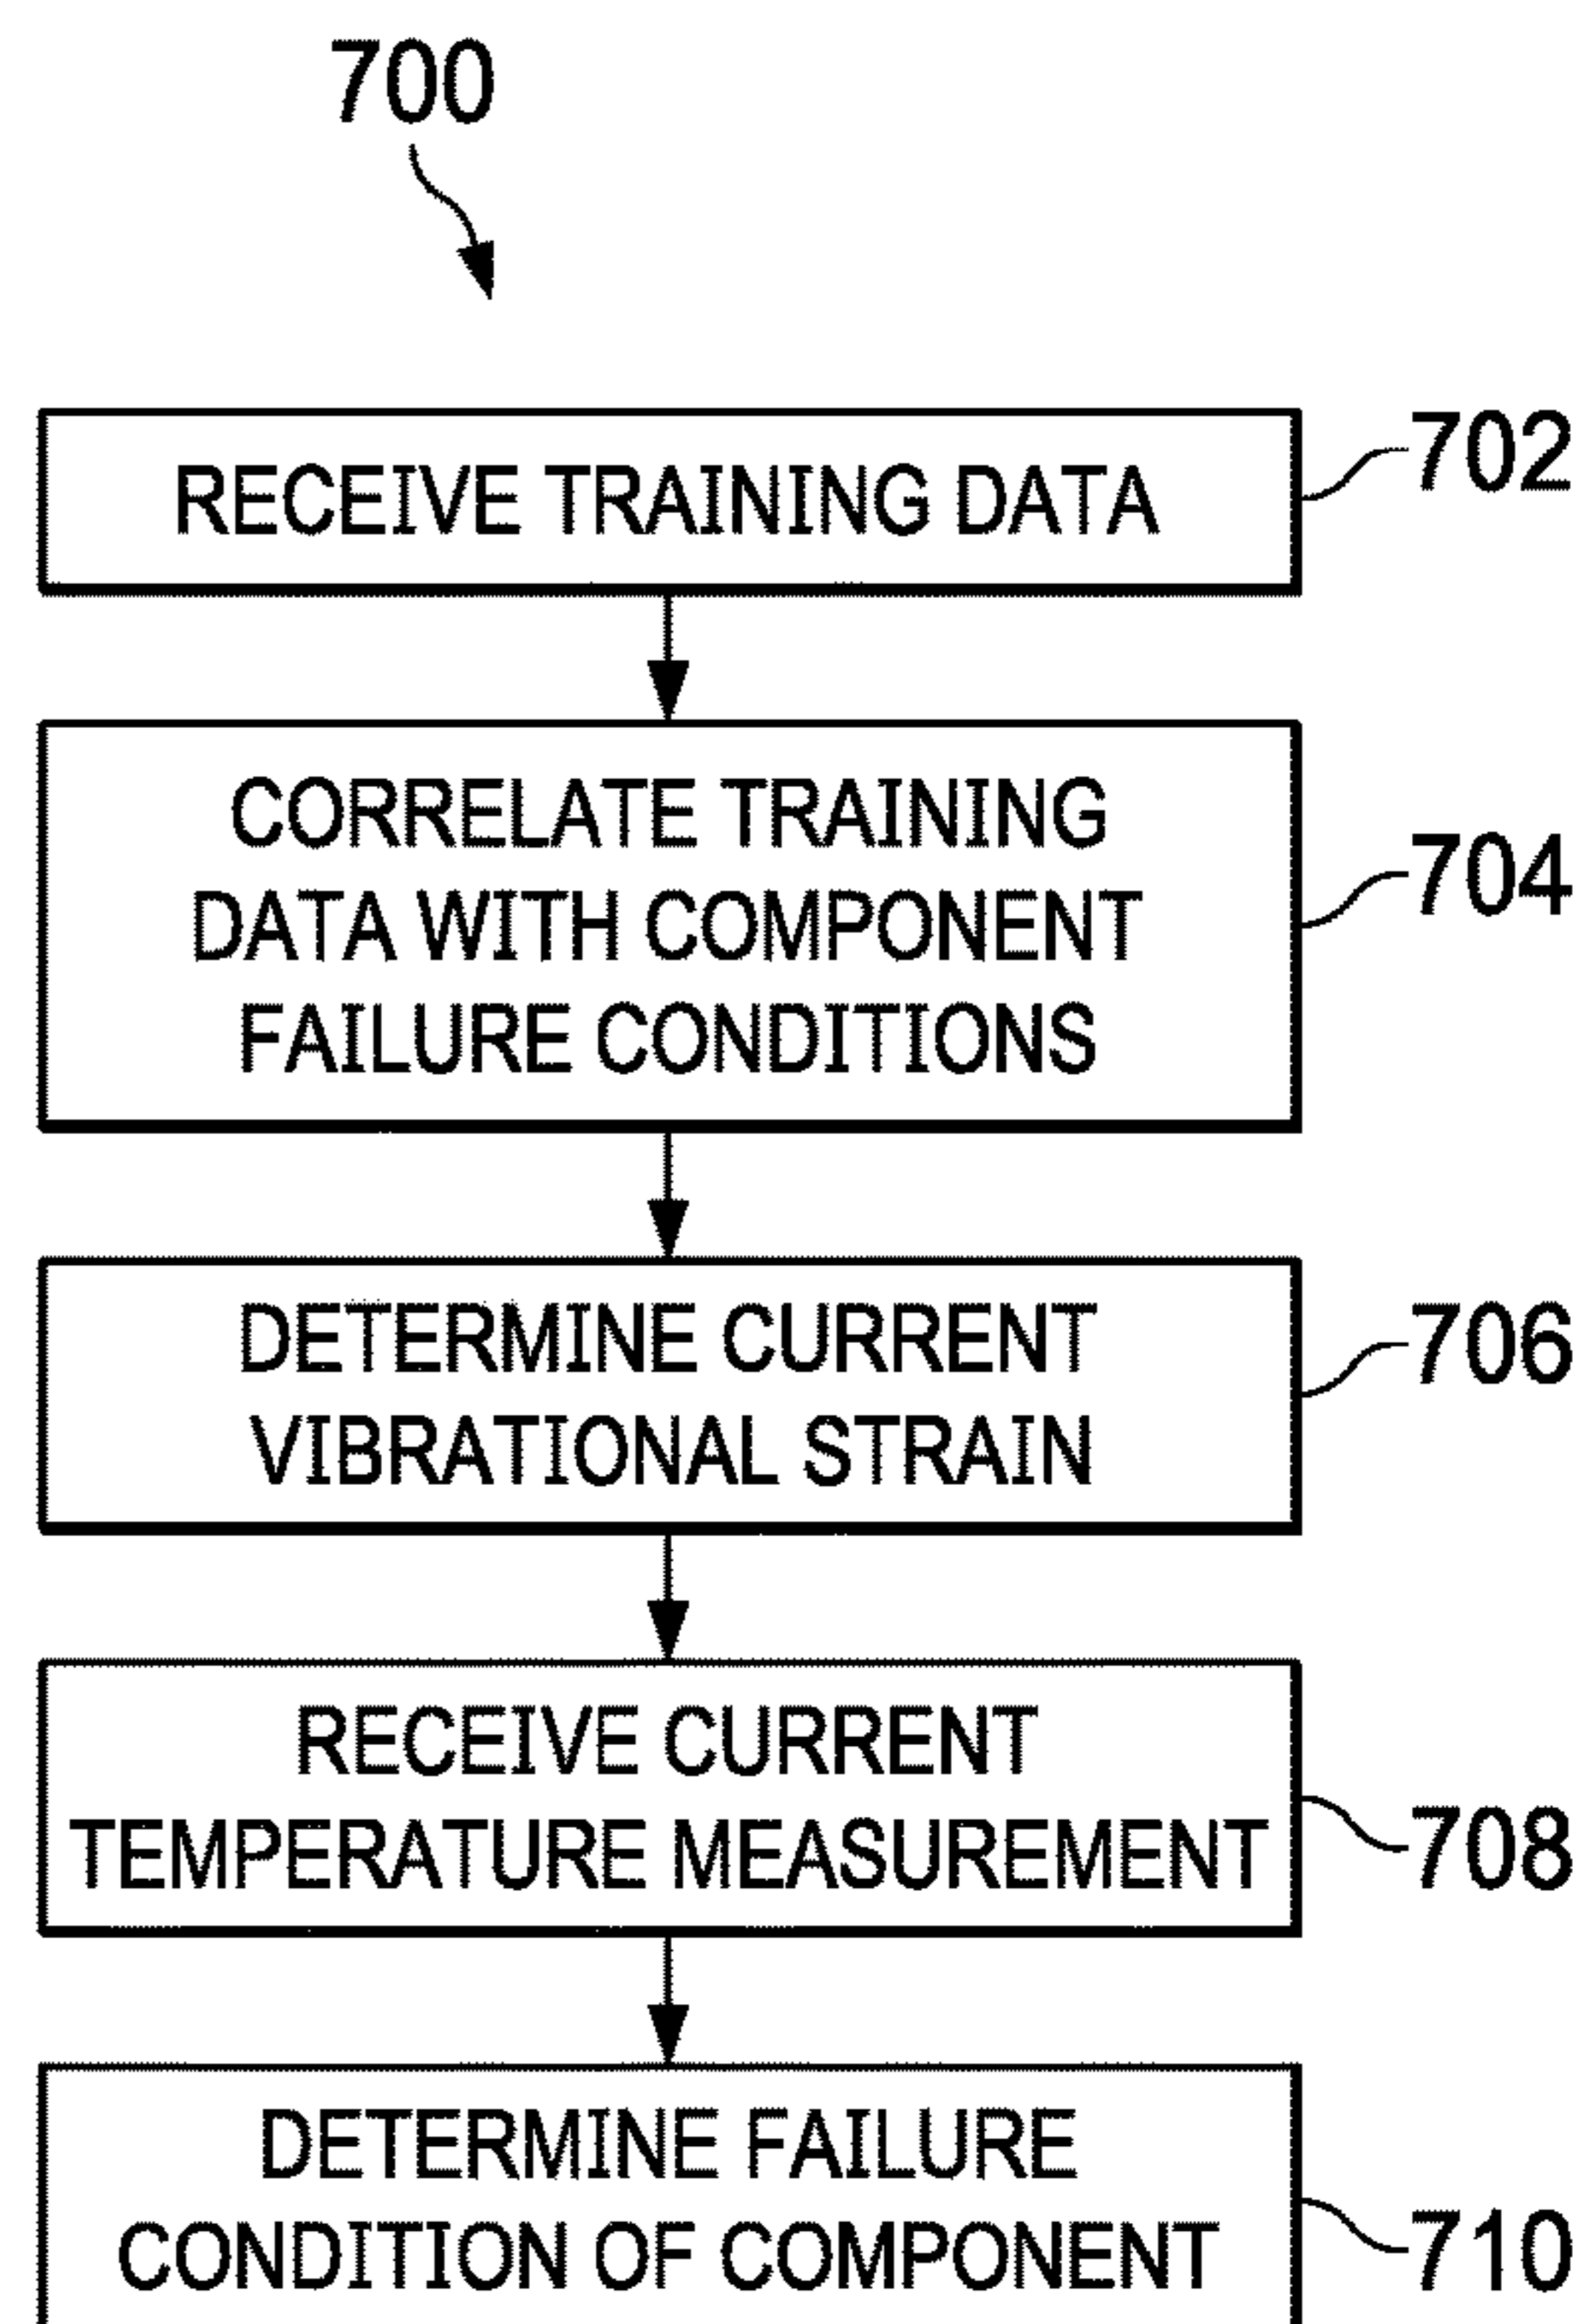 700
RECEIVE TRAINING DATA
702
CORRELATE TRAINING
DATA WITH COMPONENT
FAILURE CONDITIONS
704
DETERMINE CURRENT
VIBRATIONAL STRAIN
706
RECEIVE CURRENT
TEMPERATURE MEASUREMENT
708
DETERMINE FAILURE
CONDITION OF COMPONENT
710